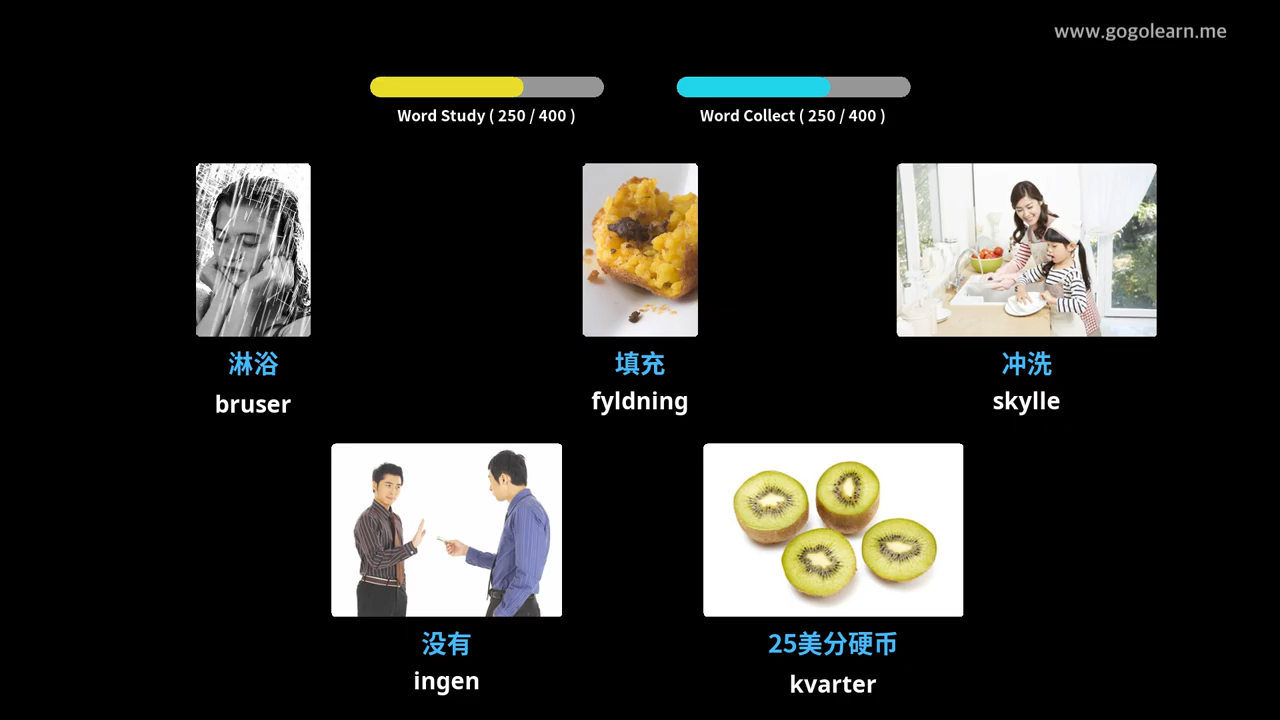 www.gogolearn.me
Word Study ( 250 / 400 )
Word Collect ( 250 / 400 )
淋浴
bruser
填充
fyldning
冲洗
skylle
没有
ingen
25美分硬币
kvarter